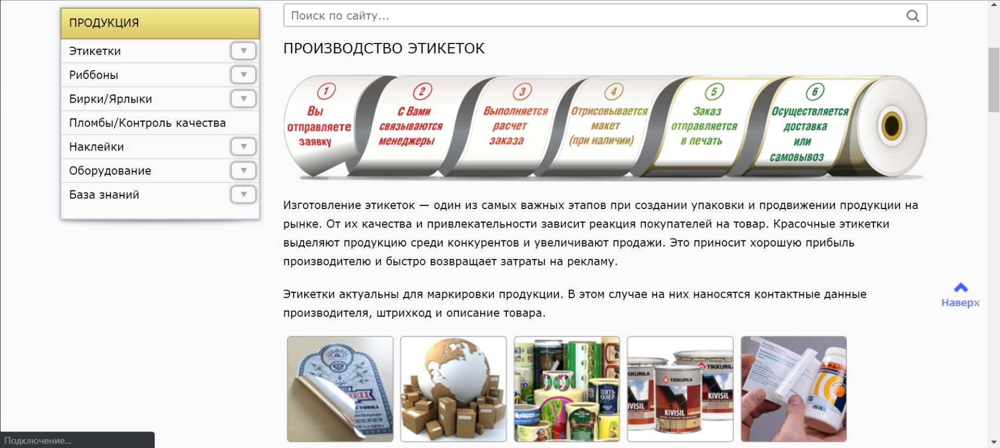 Поиск по сайту...
ПРОДУКЦИЯ
Этикетки
Риббоны
Бирки/Ярлыки
Пломбы/Контроль качества
Наклейки
Оборудование
База знаний
ПРОИЗВОДСТВО ЭТИКЕТОК
1
Вы
отправляете
заявку
2
С Вами
связываются
менеджеры
3
Выполняется
расчет
заказа
4
Отрисовывается
макет
(при наличии)
5
Заказ
отправляется
в печать
6
Осуществляется
доставка
или
самовывоз
Изготовление этикеток — один из самых важных этапов при создании упаковки и продвижении продукции на
рынке. От их качества и привлекательности зависит реакция покупателей на товар. Красочные этикетки
выделяют продукцию среди конкурентов и увеличивают продажи. Это приносит хорошую прибыль
производителю и быстро возвращает затраты на рекламу.
Этикетки актуальны для маркировки продукции. В этом случае на них наносятся контактные данные
производителя, штрихкод и описание товара.
Наверх
VODKA
ПЯТЬ
ОЗЕР
HUGGIES
KKURILA
IVISIL
TIKKURILA
KIVISIL
TIKKURIL
KIVISIL
Подключение...